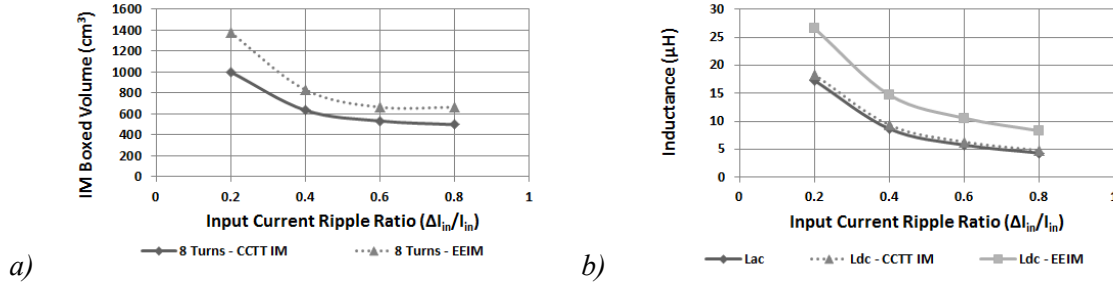 IM Boxed Volume (cm³)
1600
1400
1200
1000
800
600
400
200
0
0
0.2
0.4
0.6
0.8
1
Input Current Ripple Ratio (ΔIin/Iin)
8 Turns - CCTT IM
8 Turns - EEIM
a)
Inductance (µH)
30
25
20
15
10
5
0
0
0.2
0.4
0.6
0.8
1
Input Current Ripple Ratio (ΔIin/Iin)
Lac
Ldc - CCTT IM
Ldc - EEIM
b)